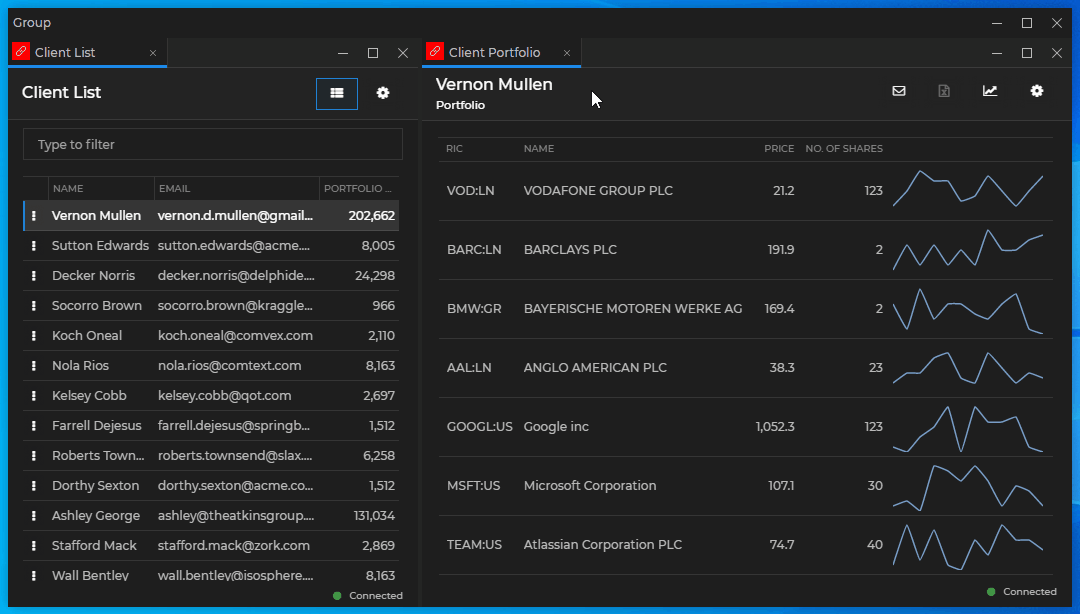 Group
Client List
Client List
Type to filter
NAME EMAIL PORTFOLIO ...
Vernon Mullen vernon.d.mullen@gmail... 202,662
Sutton Edwards sutton.edwards@acme.... 8,005
Decker Norris decker.norris@delphide.... 24,298
Socorro Brown socorro.brown@kraggle... 966
Koch Oneal koch.oneal@comvex.com 2,110
Nola Rios nola.rios@comtext.com 8,163
Kelsey Cobb kelsey.cobb@qot.com 2,697
Farrell Dejesus farrell.dejesus@springb... 1,512
Roberts Town... roberts.townsend@slax.... 6,258
Dorthy Sexton dorthy.sexton@acme.co... 1,512
Ashley George ashley@theatkinsgroup.... 131,034
Stafford Mack stafford.mack@zork.com 2,869
Wall Bentley wall.bentley@isosphere.... 8,163
Connected
Client Portfolio
Vernon Mullen
Portfolio
RIC NAME PRICE NO. OF SHARES
VOD:LN VODAFONE GROUP PLC 21.2 123
BARC:LN BARCLAYS PLC 191.9 2
BMW:GR BAYERISCHE MOTOREN WERKE AG 169.4 2
AAL:LN ANGLO AMERICAN PLC 38.3 23
GOOGL:US Google inc 1,052.3 123
MSFT:US Microsoft Corporation 107.1 30
TEAM:US Atlassian Corporation PLC 74.7 40
Connected